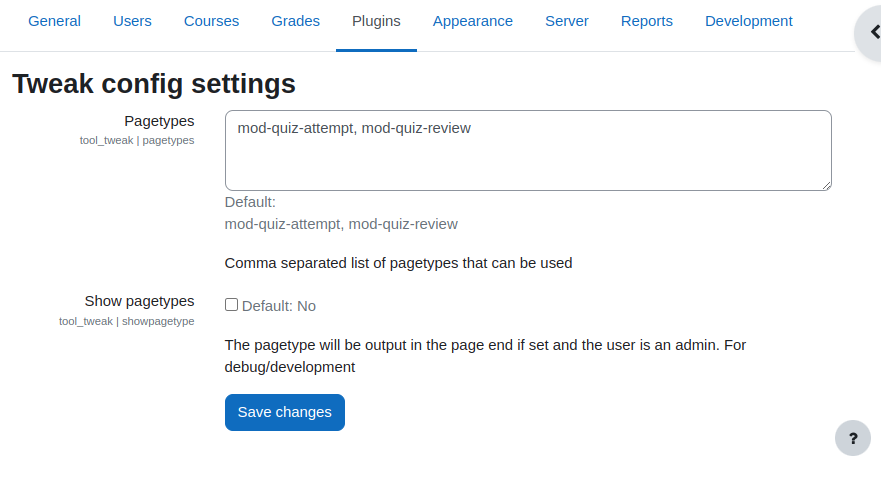 General Users Courses Grades Plugins Appearance Server Reports Development
Tweak config settings
Pagetypes
tool_tweak | pagetypes
mod-quiz-attempt, mod-quiz-review
Default:
mod-quiz-attempt, mod-quiz-review
Comma separated list of pagetypes that can be used
Show pagetypes
tool_tweak | showpagetype
Default: No
The pagetype will be output in the page end if set and the user is an admin. For
debug/development
Save changes
?